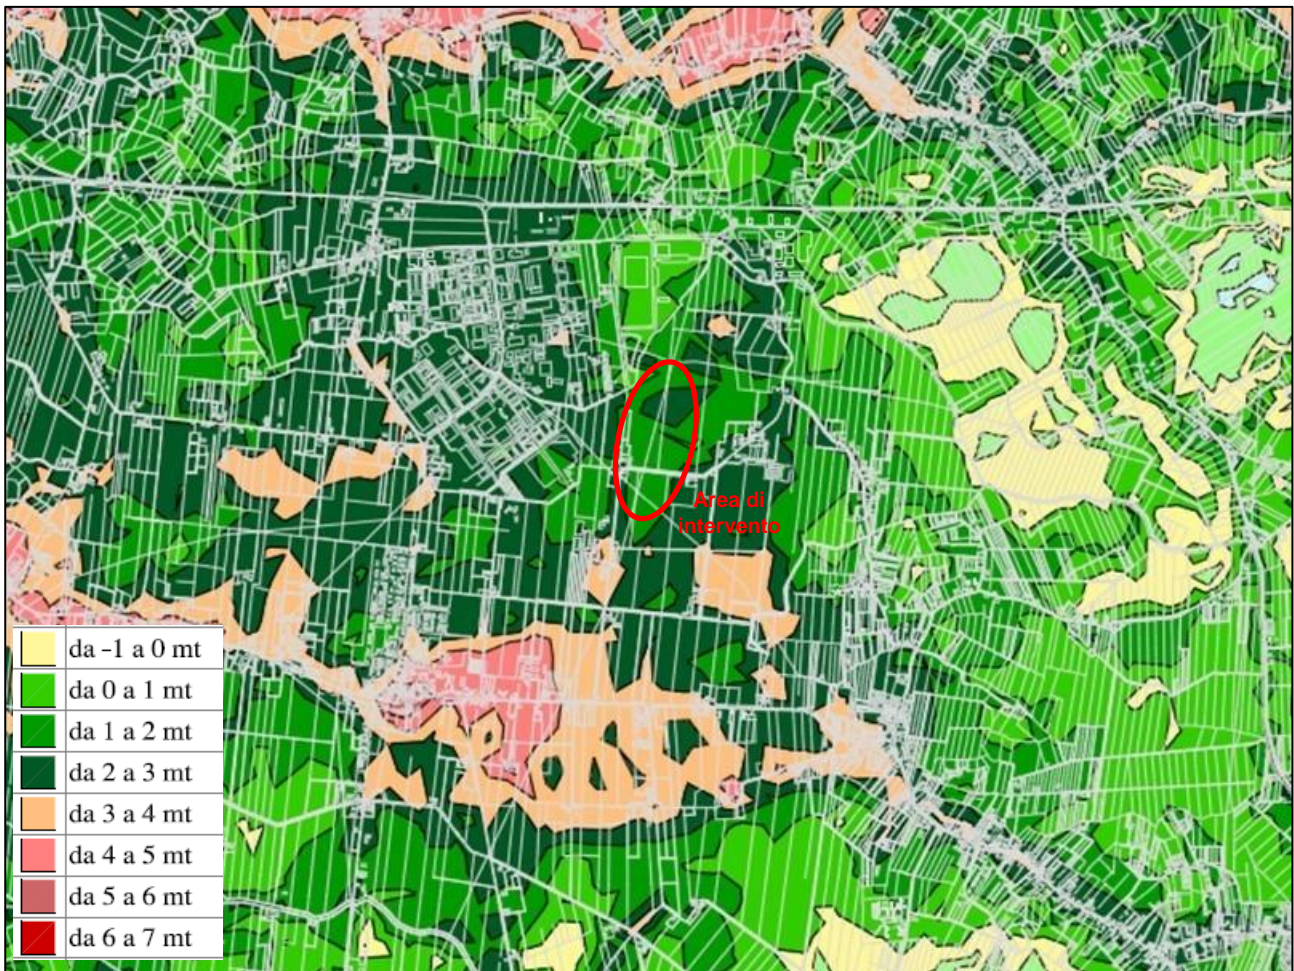 Area di
intervento
da -1 a 0 mt
da 0 a 1 mt
da 1 a 2 mt
da 2 a 3 mt
da 3 a 4 mt
da 4 a 5 mt
da 5 a 6 mt
da 6 a 7 mt